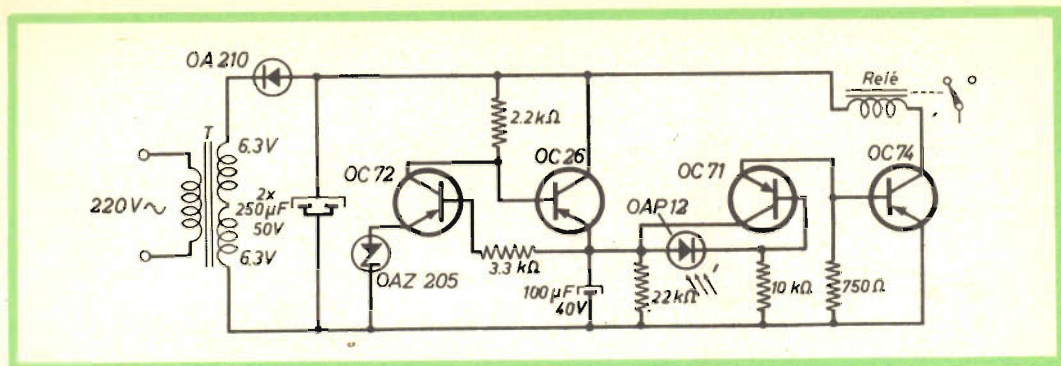 OA 210
T
6.3V
6.3V
220V~
2x
250µF
50V
OC 72
OAZ 205
2.2kΩ
3.3 kΩ
OC 26
100µF
40V
OAP 12
22kΩ
OC 71
10 kΩ
750Ω
Relé
OC 74